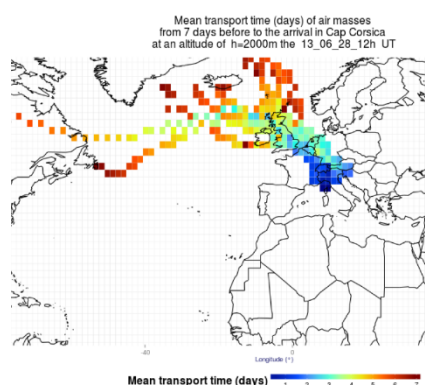 Mean transport time (days) of air masses
from 7 days before to the arrival in Cap Corsica
at an altitude of h=2000m the 13_06_28_12h UT
-40
0
Longitude (°)
Mean transport time (days)
1 2 3 4 5 6 7